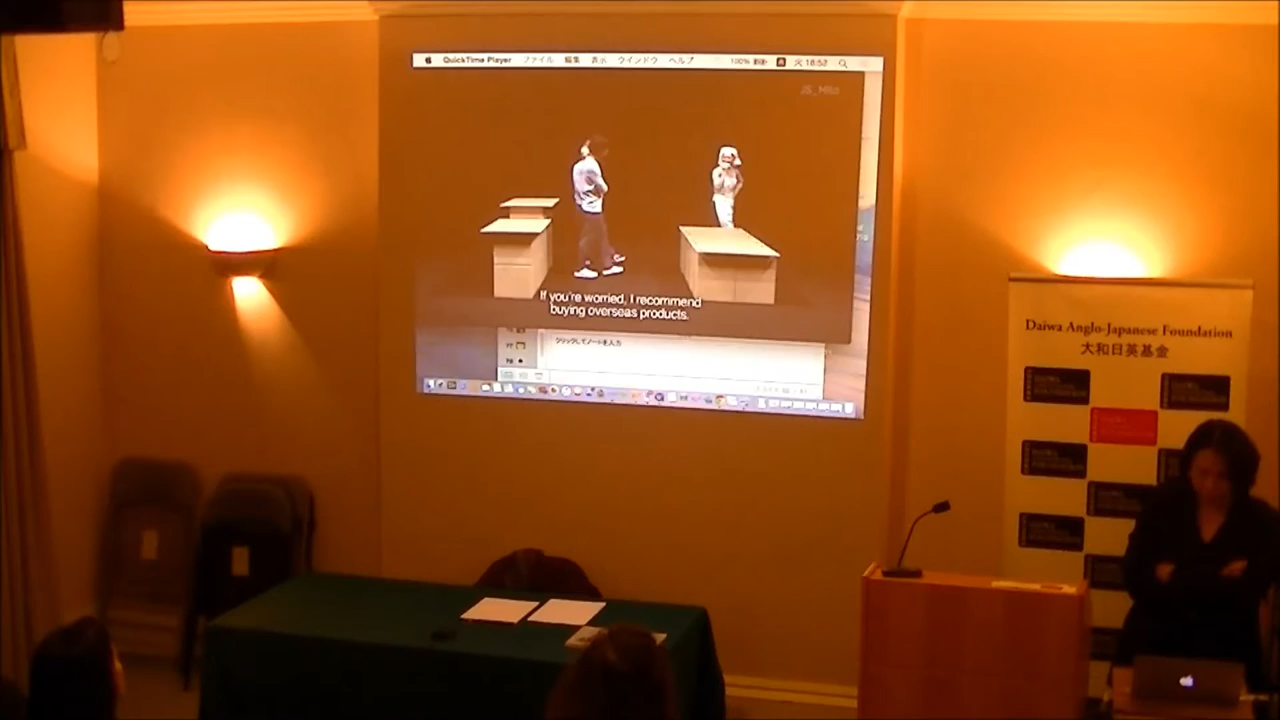 QuickTime Player ファイル 編集 表示 ウインドウ ヘルプ 100% 火 18:52
JS_Mito
If you're worried, I recommend
buying overseas products.
クリックしてノートを入力
Daiwa Anglo-Japanese Foundation
大和日英基金